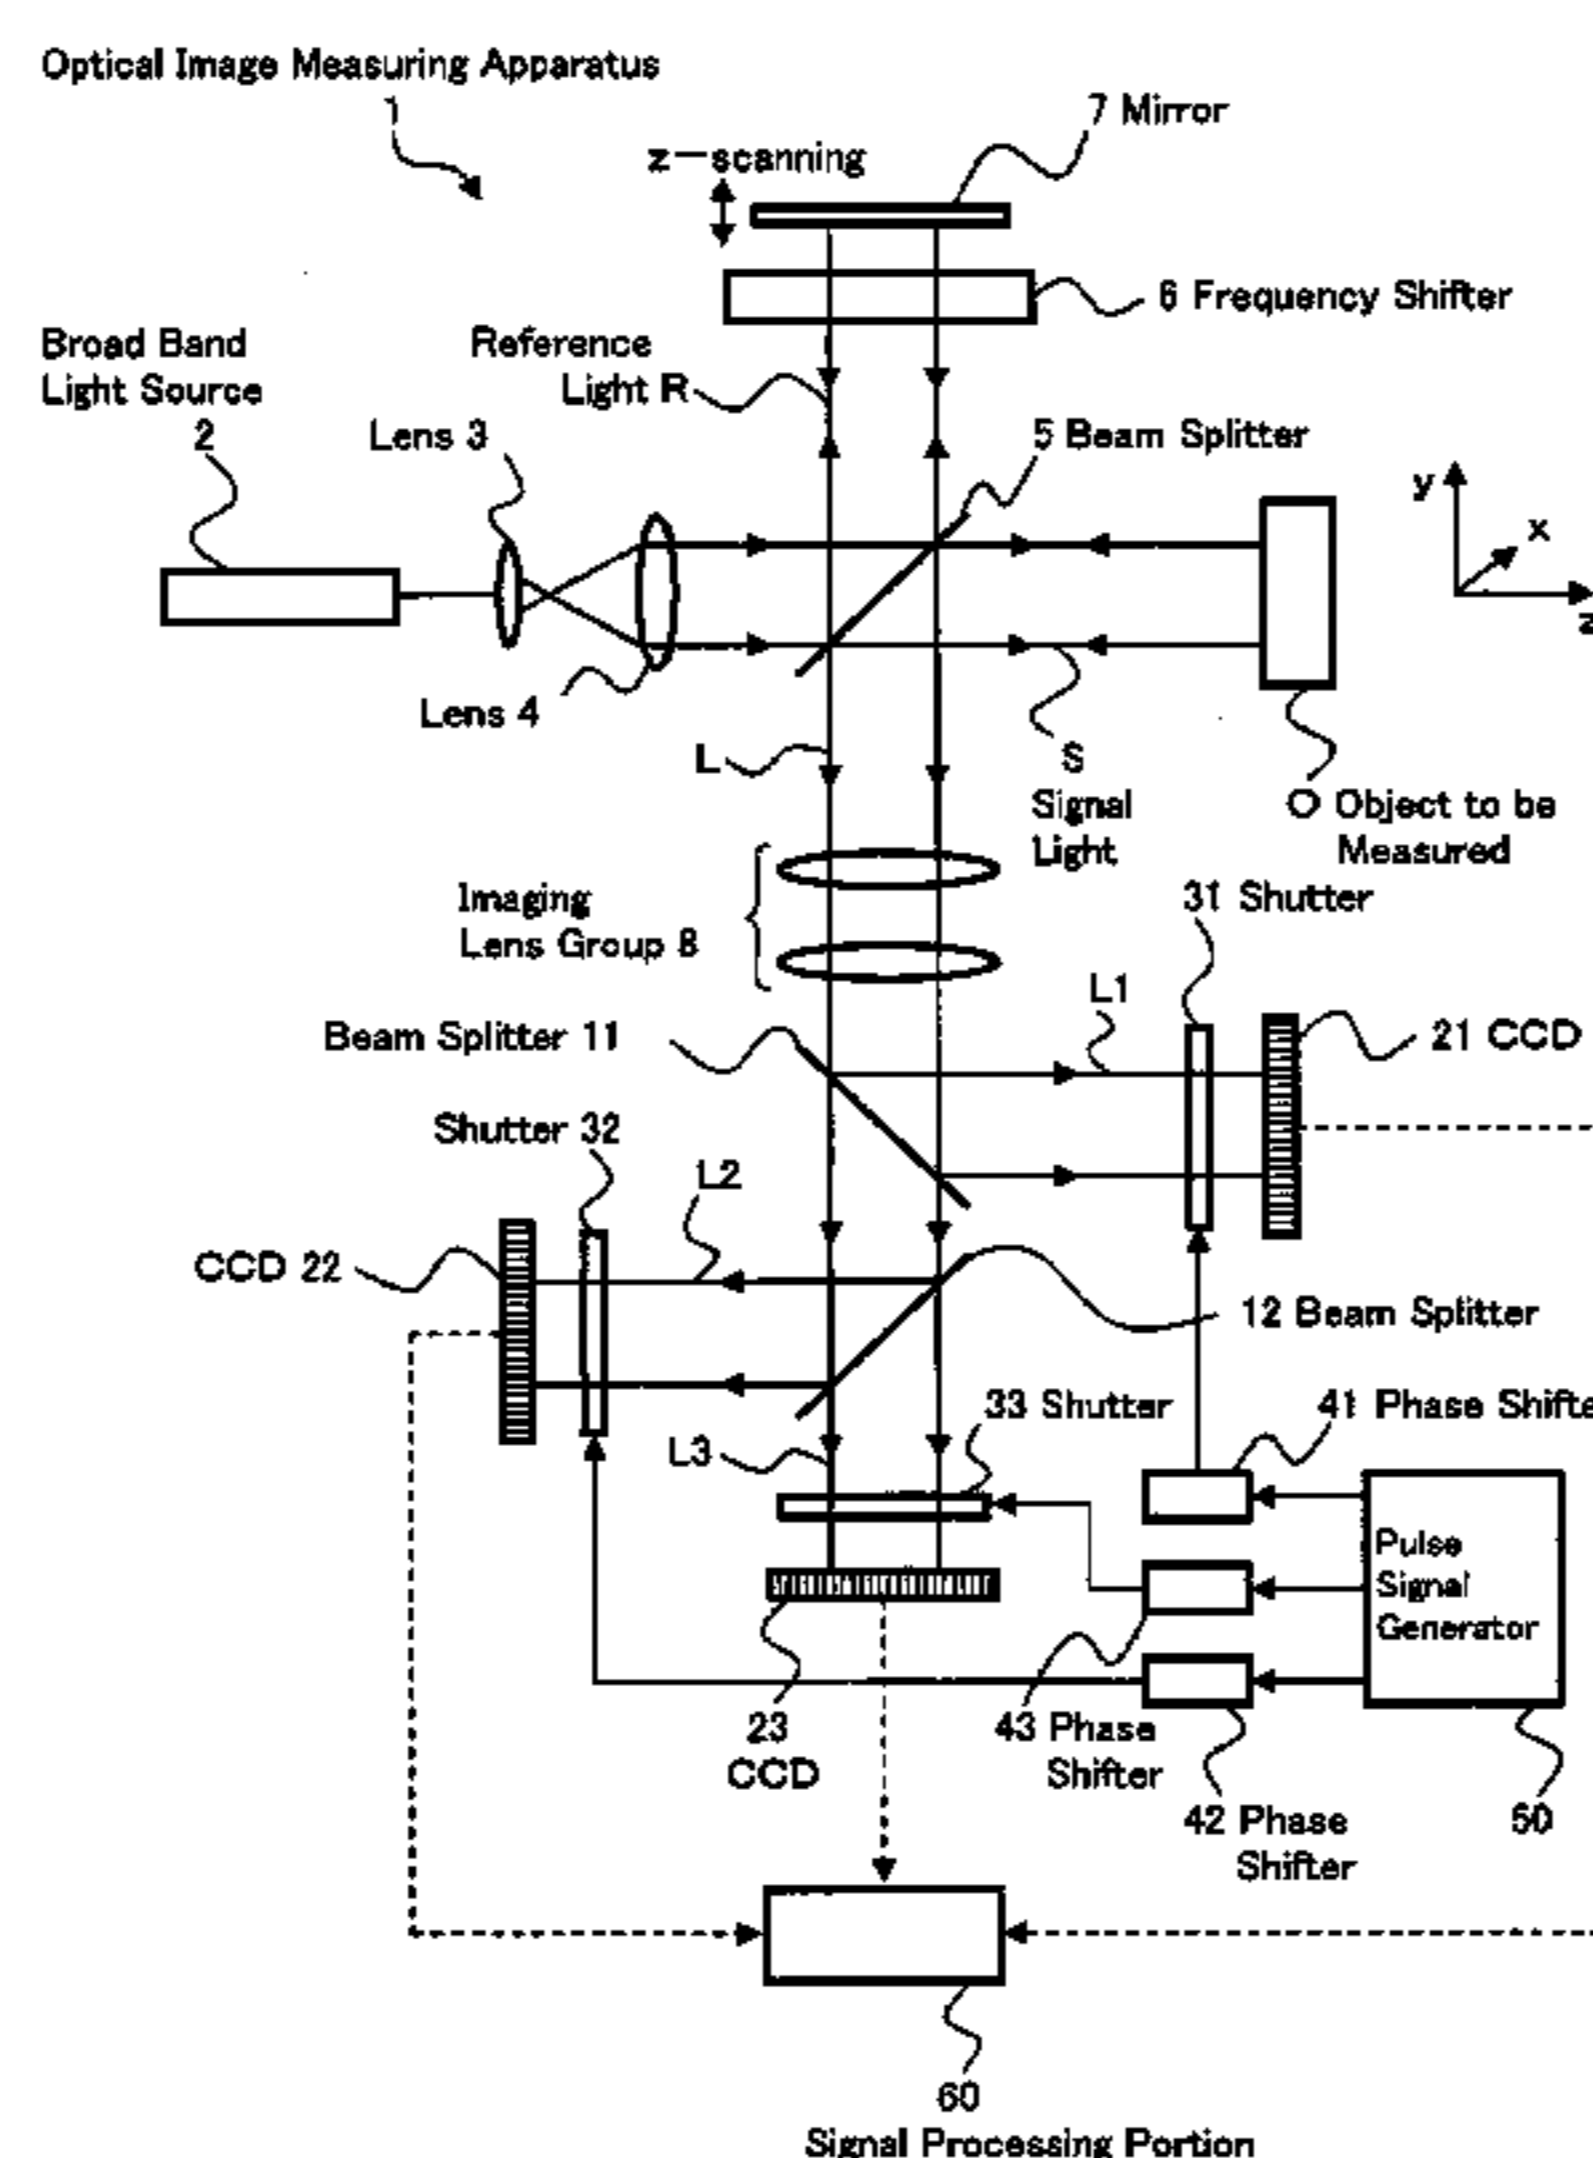 Optical Image Measuring Apparatus
1
7 Mirror
z—scanning
6 Frequency Shifter
Broad Band
Light Source
2
Reference
Light R
Lens 3
5 Beam Splitter
y
x
z
Lens 4
L
S
Signal
Light
O Object to be
Measured
Imaging
Lens Group 8
31 Shutter
L1
Beam Splitter 11
21 CCD
Shutter 32
L2
CCD 22
12 Beam Splitter
33 Shutter
41 Phase Shifte
L3
Pulse
Signal
Generator
23
CCD
43 Phase
Shifter
42 Phase
Shifter
50
60
Signal Processing Portion